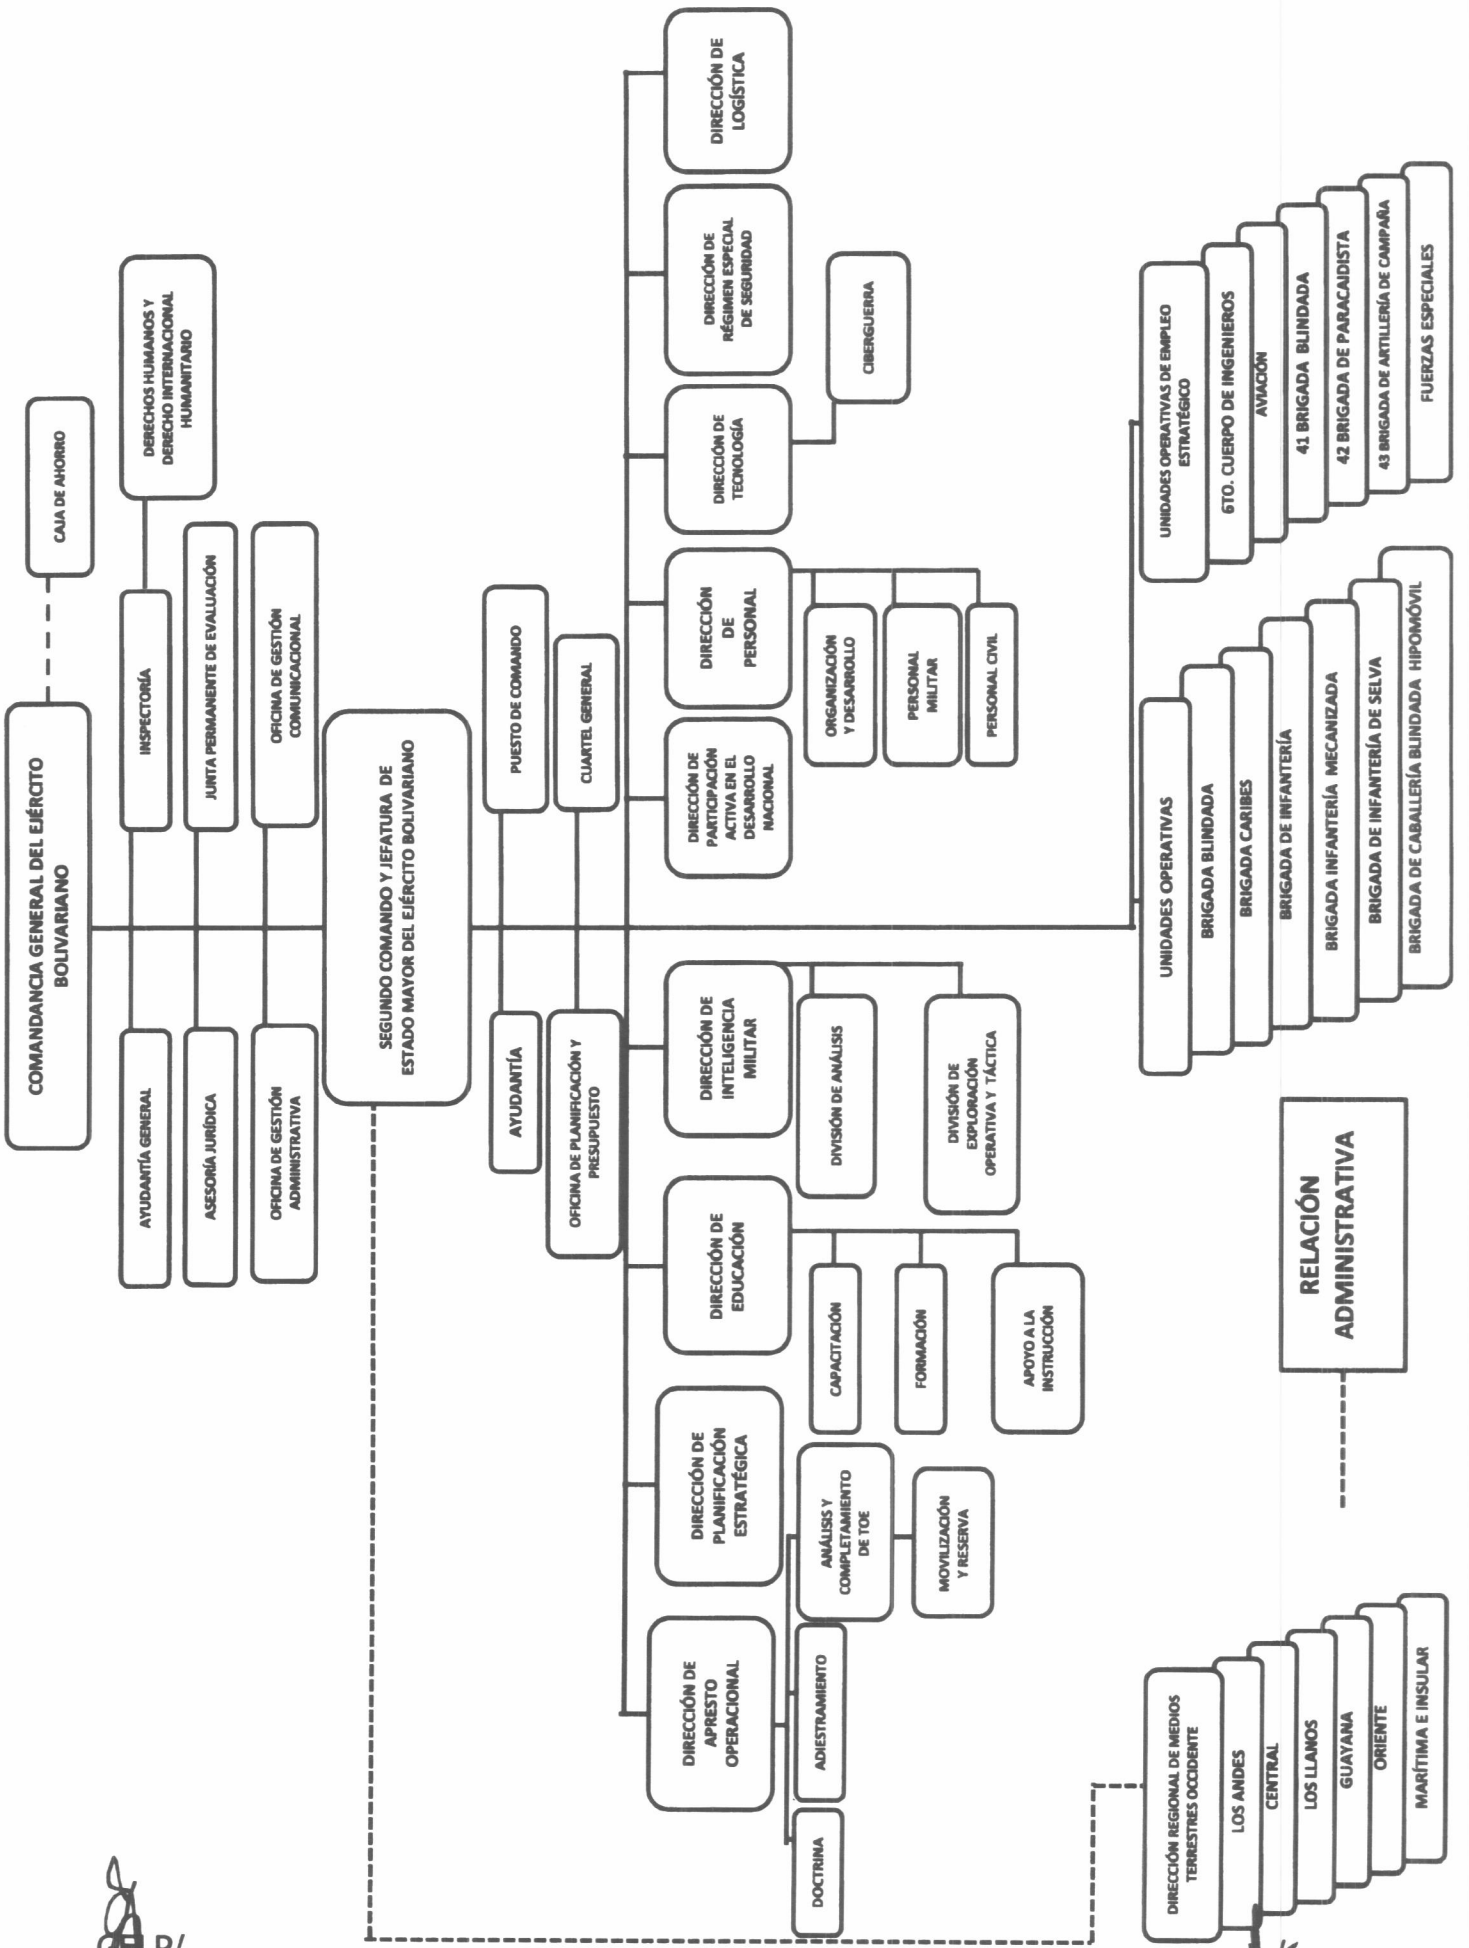 COMANDANCIA GENERAL DEL EJÉRCITO
BOLIVARIANO
CAJA DE AHORRO
AYUDANTÍA GENERAL
INSPECTORÍA
DERECHOS HUMANOS Y
DERECHO INTERNACIONAL
HUMANITARIO
ASESORÍA JURÍDICA
JUNTA PERMANENTE DE EVALUACIÓN
OFICINA DE GESTIÓN
ADMINISTRATIVA
OFICINA DE GESTIÓN
COMUNICACIONAL
SEGUNDO COMANDO Y JEFATURA DE
ESTADO MAYOR DEL EJÉRCITO BOLIVARIANO
AYUDANTÍA
PUESTO DE COMANDO
OFICINA DE PLANIFICACIÓN Y
PRESUPUESTO
CUARTEL GENERAL
DIRECCIÓN DE
APRESTO
OPERACIONAL
DIRECCIÓN DE
PLANIFICACIÓN
ESTRATÉGICA
DIRECCIÓN DE
EDUCACIÓN
DIRECCIÓN DE
INTELIGENCIA
MILITAR
DIRECCIÓN DE
PARTICIPACIÓN
ACTIVA EN EL
DESARROLLO
NACIONAL
DIRECCIÓN
DE
PERSONAL
DIRECCIÓN DE
TECNOLOGÍA
DIRECCIÓN DE
RÉGIMEN ESPECIAL
DE SEGURIDAD
DIRECCIÓN DE
LOGÍSTICA
DOCTRINA
ADIESTRAMIENTO
ANÁLISIS Y
COMPLETAMIENTO
DE TOE
MOVILIZACIÓN
Y RESERVA
CAPACITACIÓN
FORMACIÓN
APOYO A LA
INSTRUCCIÓN
DIVISIÓN DE ANÁLISIS
DIVISIÓN DE
EXPLORACIÓN
OPERATIVA Y TÁCTICA
ORGANIZACIÓN
Y DESARROLLO
PERSONAL
MILITAR
PERSONAL CIVIL
CIBERGUERRA
DIRECCIÓN REGIONAL DE MEDIOS
TERRESTRES OCCIDENTE
LOS ANDES
CENTRAL
LOS LLANOS
GUAYANA
ORIENTE
MARÍTIMA E INSULAR
RELACIÓN
ADMINISTRATIVA
UNIDADES OPERATIVAS
BRIGADA BLINDADA
BRIGADA CARIBES
BRIGADA DE INFANTERÍA
BRIGADA INFANTERÍA MECANIZADA
BRIGADA DE INFANTERÍA DE SELVA
BRIGADA DE CABALLERÍA BLINDADA HIPOMÓVIL
UNIDADES OPERATIVAS DE EMPLEO
ESTRATÉGICO
6TO. CUERPO DE INGENIEROS
AVIACIÓN
41 BRIGADA BLINDADA
42 BRIGADA DE PARACAIDISTA
43 BRIGADA DE ARTILLERÍA DE CAMPAÑA
FUERZAS ESPECIALES